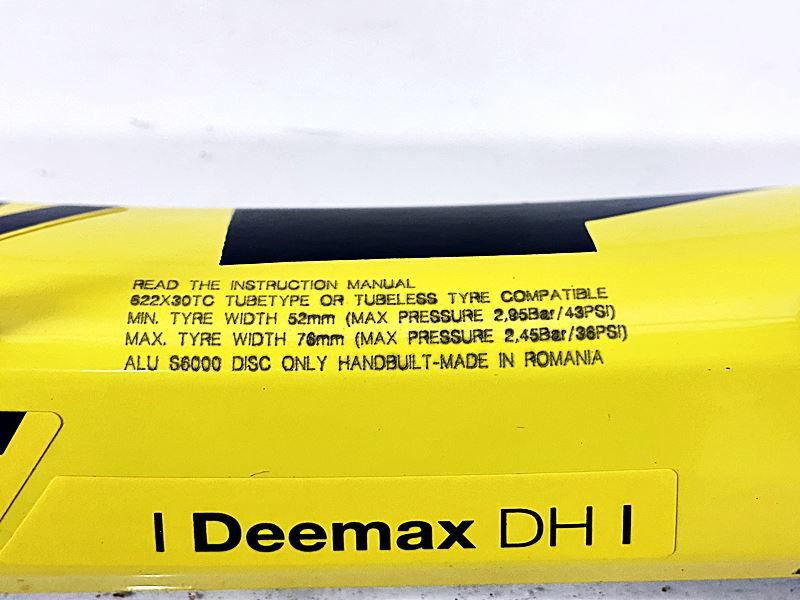 READ THE INSTRUCTION MANUAL
622X30TC TUBETYPE OR TUBELESS TYRE COMPATIBLE
MIN. TYRE WIDTH 52mm (MAX PRESSURE 2,95Bar/43PSI)
MAX. TYRE WIDTH 76mm (MAX PRESSURE 2,45Bar/36PSI)
ALU S6000 DISC ONLY HANDBUILT-MADE IN ROMANIA
| Deemax DH |